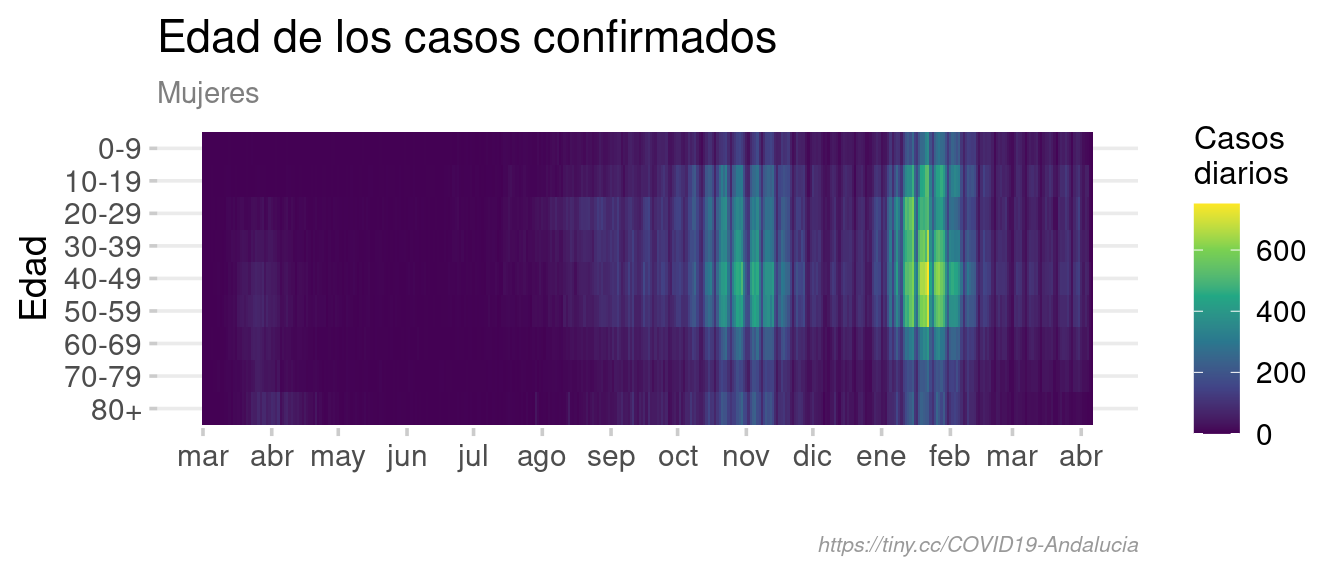 Edad de los casos confirmados
Mujeres
Edad
0-9
10-19
20-29
30-39
40-49
50-59
60-69
70-79
80+
mar abr may jun jul ago sep oct nov dic ene feb mar abr
Casos
diarios
600
400
200
0
https://tiny.cc/COVID19-Andalucia